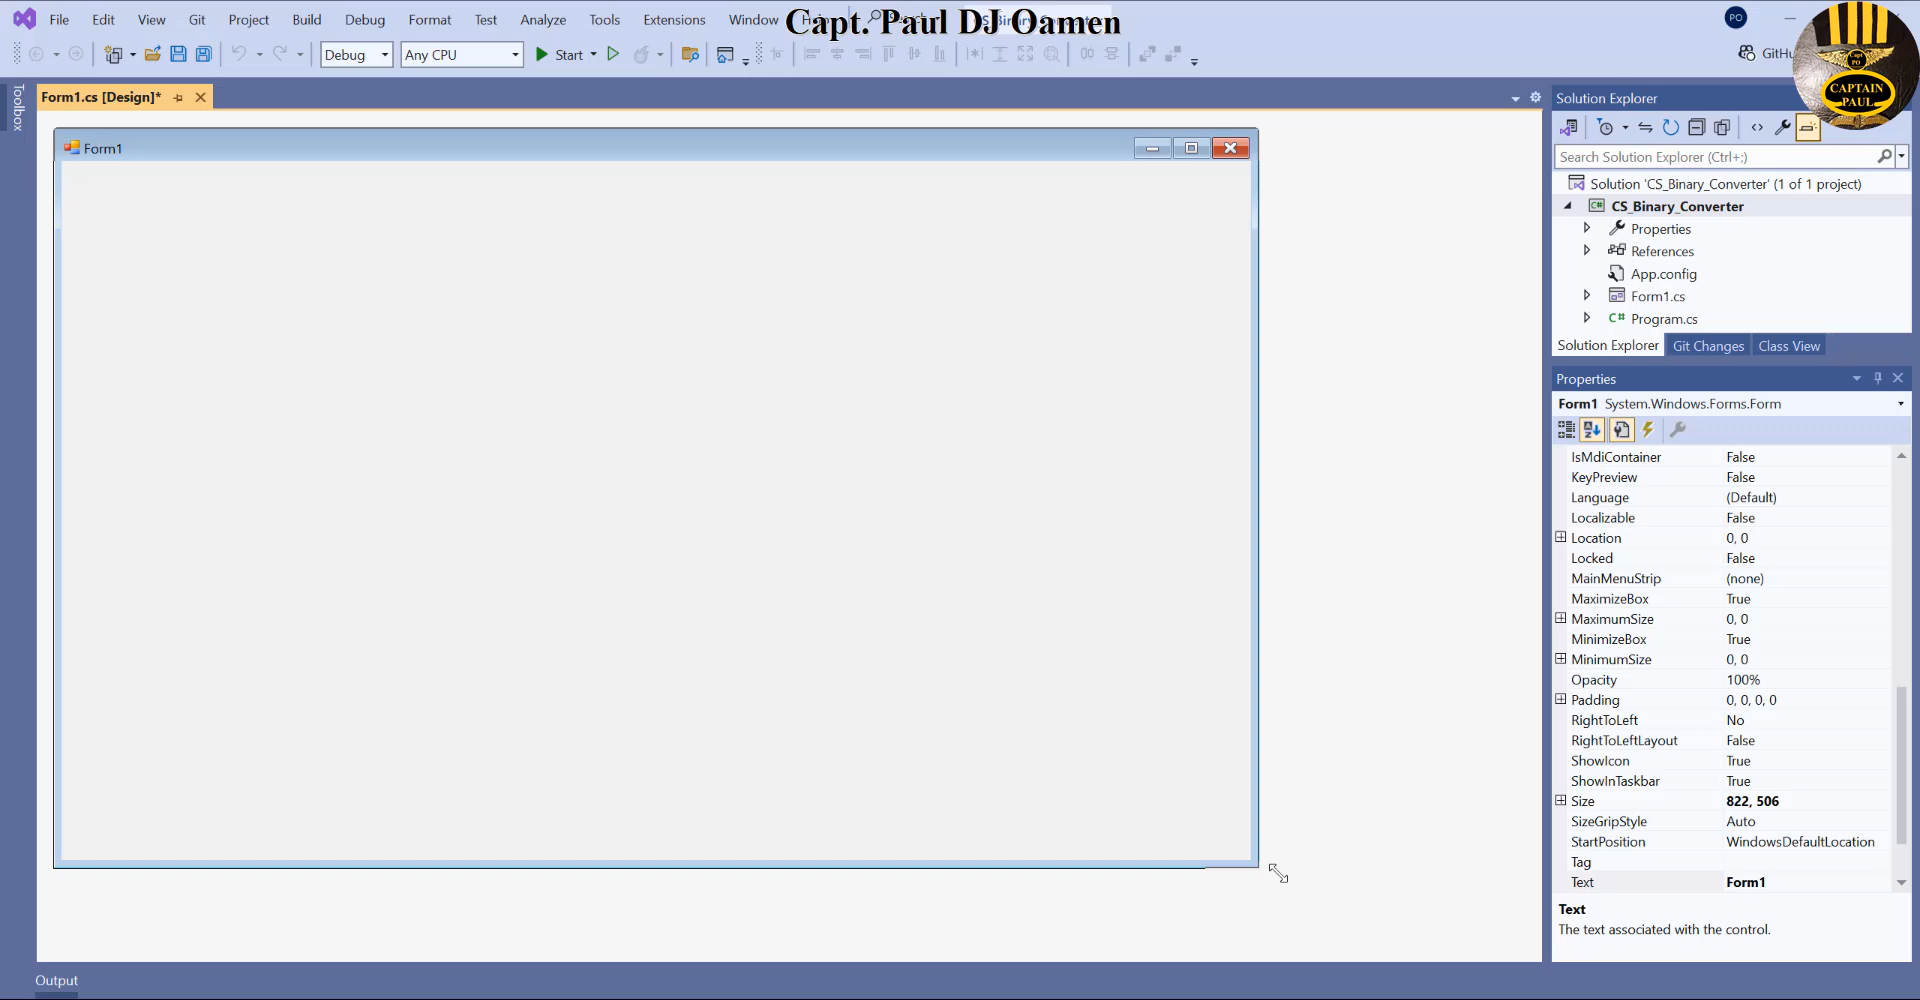 File Edit View Git Project Build Debug Format Test Analyze Tools Extensions Window
Capt. Paul DJ Oamen
PO
Debug Any CPU Start
GitHu
Capt
PO
CAPTAIN
PAUL
Toolbox
Form1.cs [Design]*
Form1
Solution Explorer
Search Solution Explorer (Ctrl+;)
Solution 'CS_Binary_Converter' (1 of 1 project)
C# CS_Binary_Converter
Properties
References
App.config
Form1.cs
C# Program.cs
Solution Explorer Git Changes Class View
Properties
Form1 System.Windows.Forms.Form
IsMdiContainer False
KeyPreview False
Language (Default)
Localizable False
Location 0, 0
Locked False
MainMenuStrip (none)
MaximizeBox True
MaximumSize 0, 0
MinimizeBox True
MinimumSize 0, 0
Opacity 100%
Padding 0, 0, 0, 0
RightToLeft No
RightToLeftLayout False
ShowIcon True
ShowInTaskbar True
Size 822, 506
SizeGripStyle Auto
StartPosition WindowsDefaultLocation
Tag
Text Form1
Text
The text associated with the control.
Output